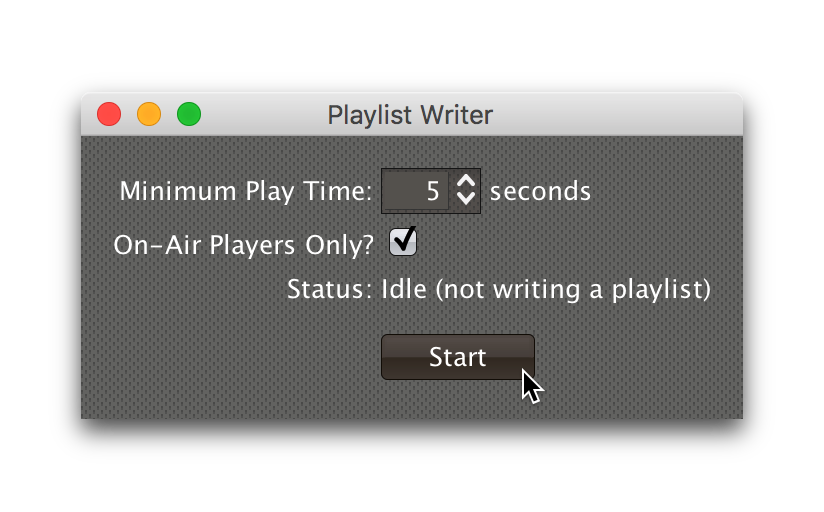 Playlist Writer
Minimum Play Time: 5 seconds
On-Air Players Only?
Status: Idle (not writing a playlist)
Start